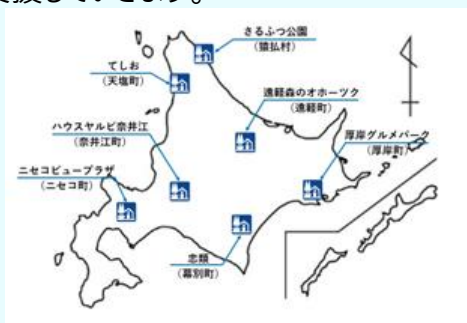 さるふつ公園
（猿払村）
てしお
（天塩町）
遠軽森のオホーツク
（遠軽町）
ハウスヤルビ奈井江
（奈井江町）
厚岸グルメパーク
（厚岸町）
ニセコビュープラザ
（ニセコ町）
忠類
（幕別町）